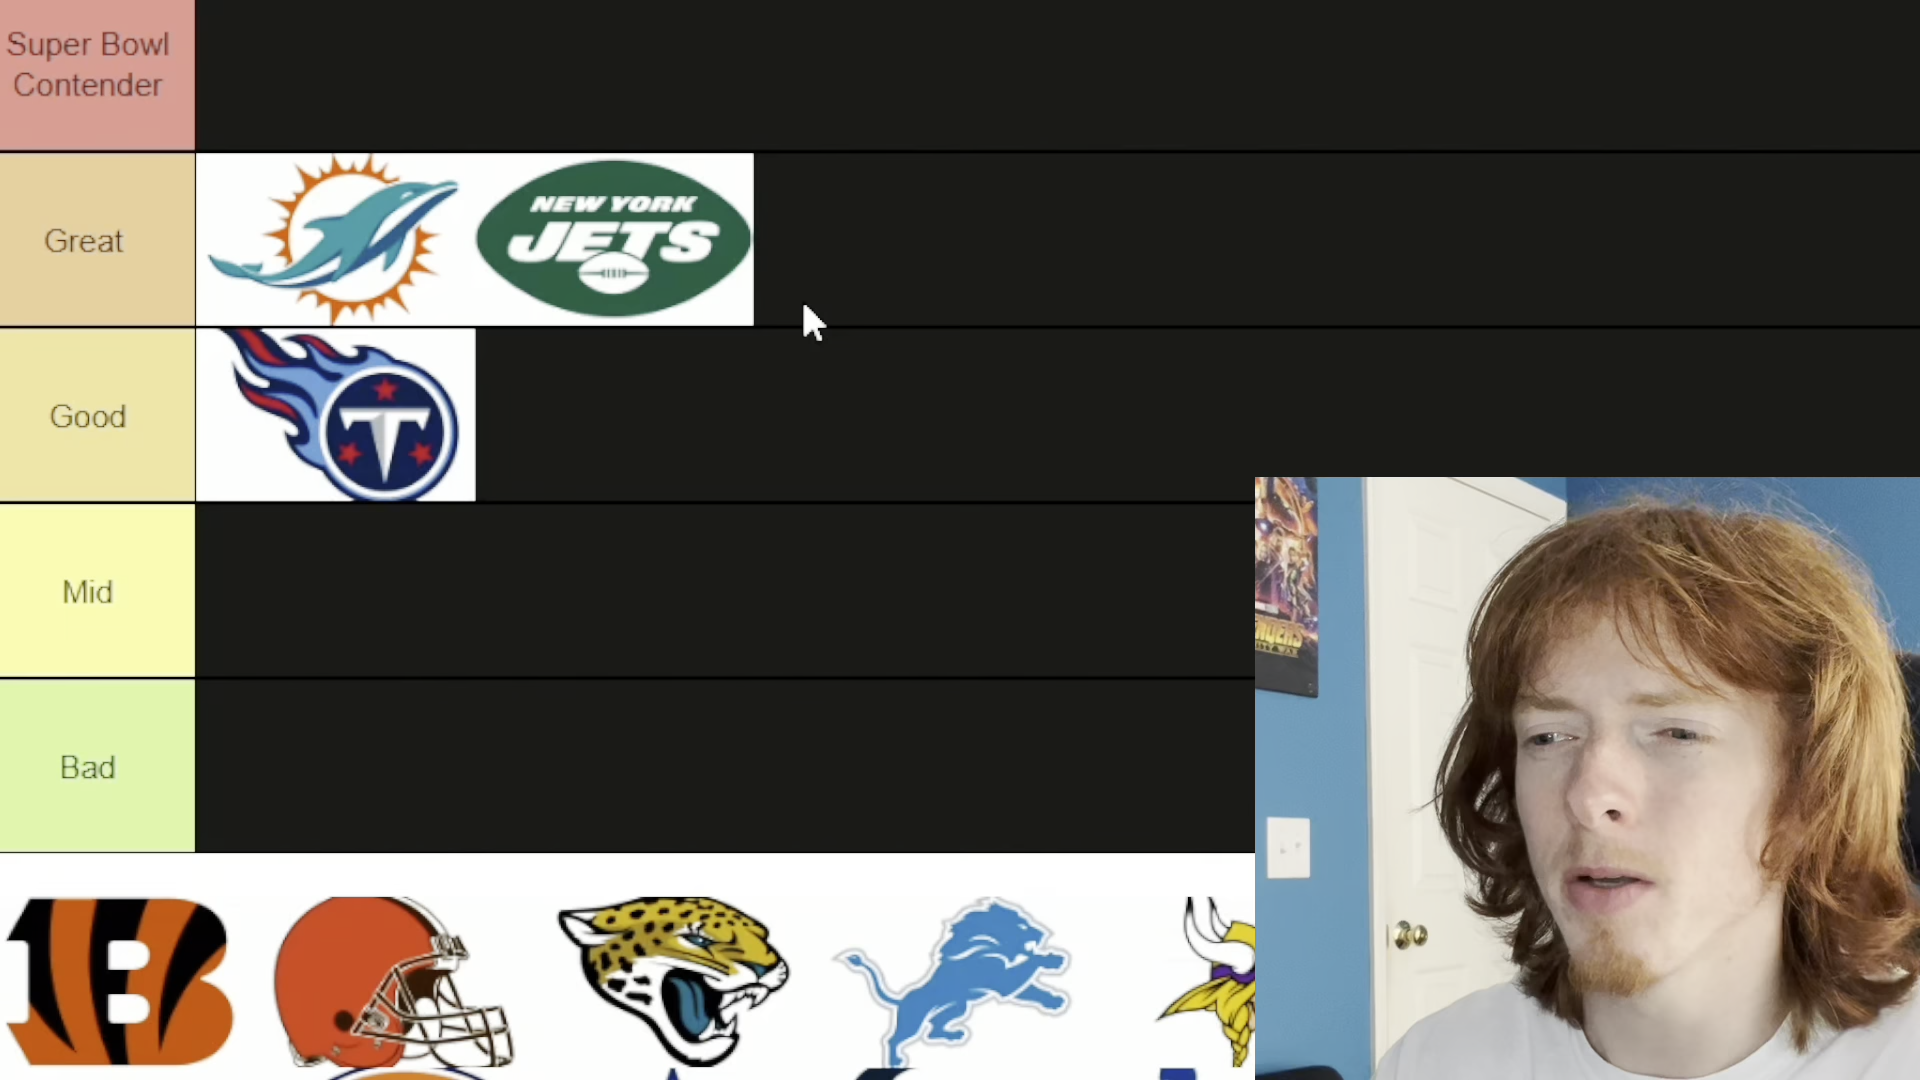 Super Bowl
Contender
Great
NEW YORK
JETS
Good
T
Mid
Bad
B